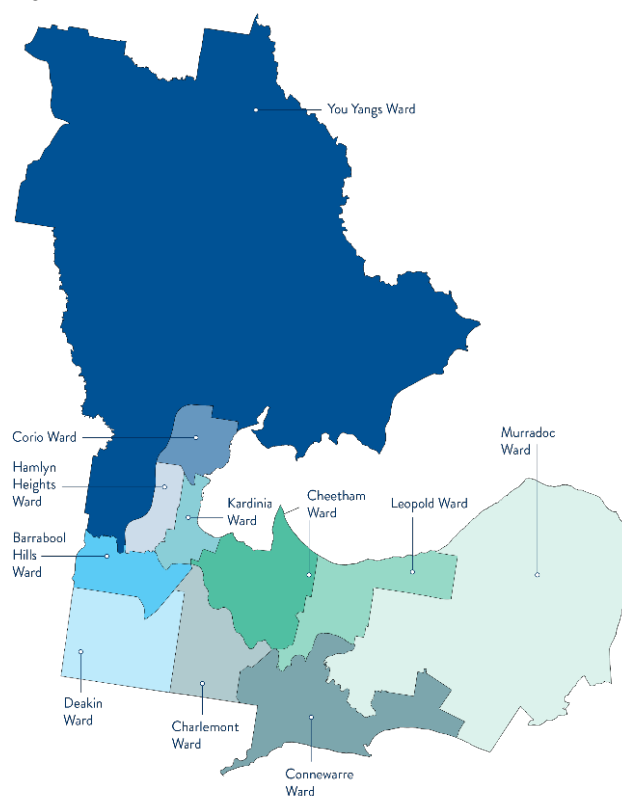 You Yangs Ward
Corio Ward
Murradoc
Ward
Hamlyn
Heights
Ward
Kardinia
Ward
Cheetham
Ward
Leopold Ward
Barrabool
Hills
Ward
Deakin
Ward
Charlemont
Ward
Connewarre
Ward